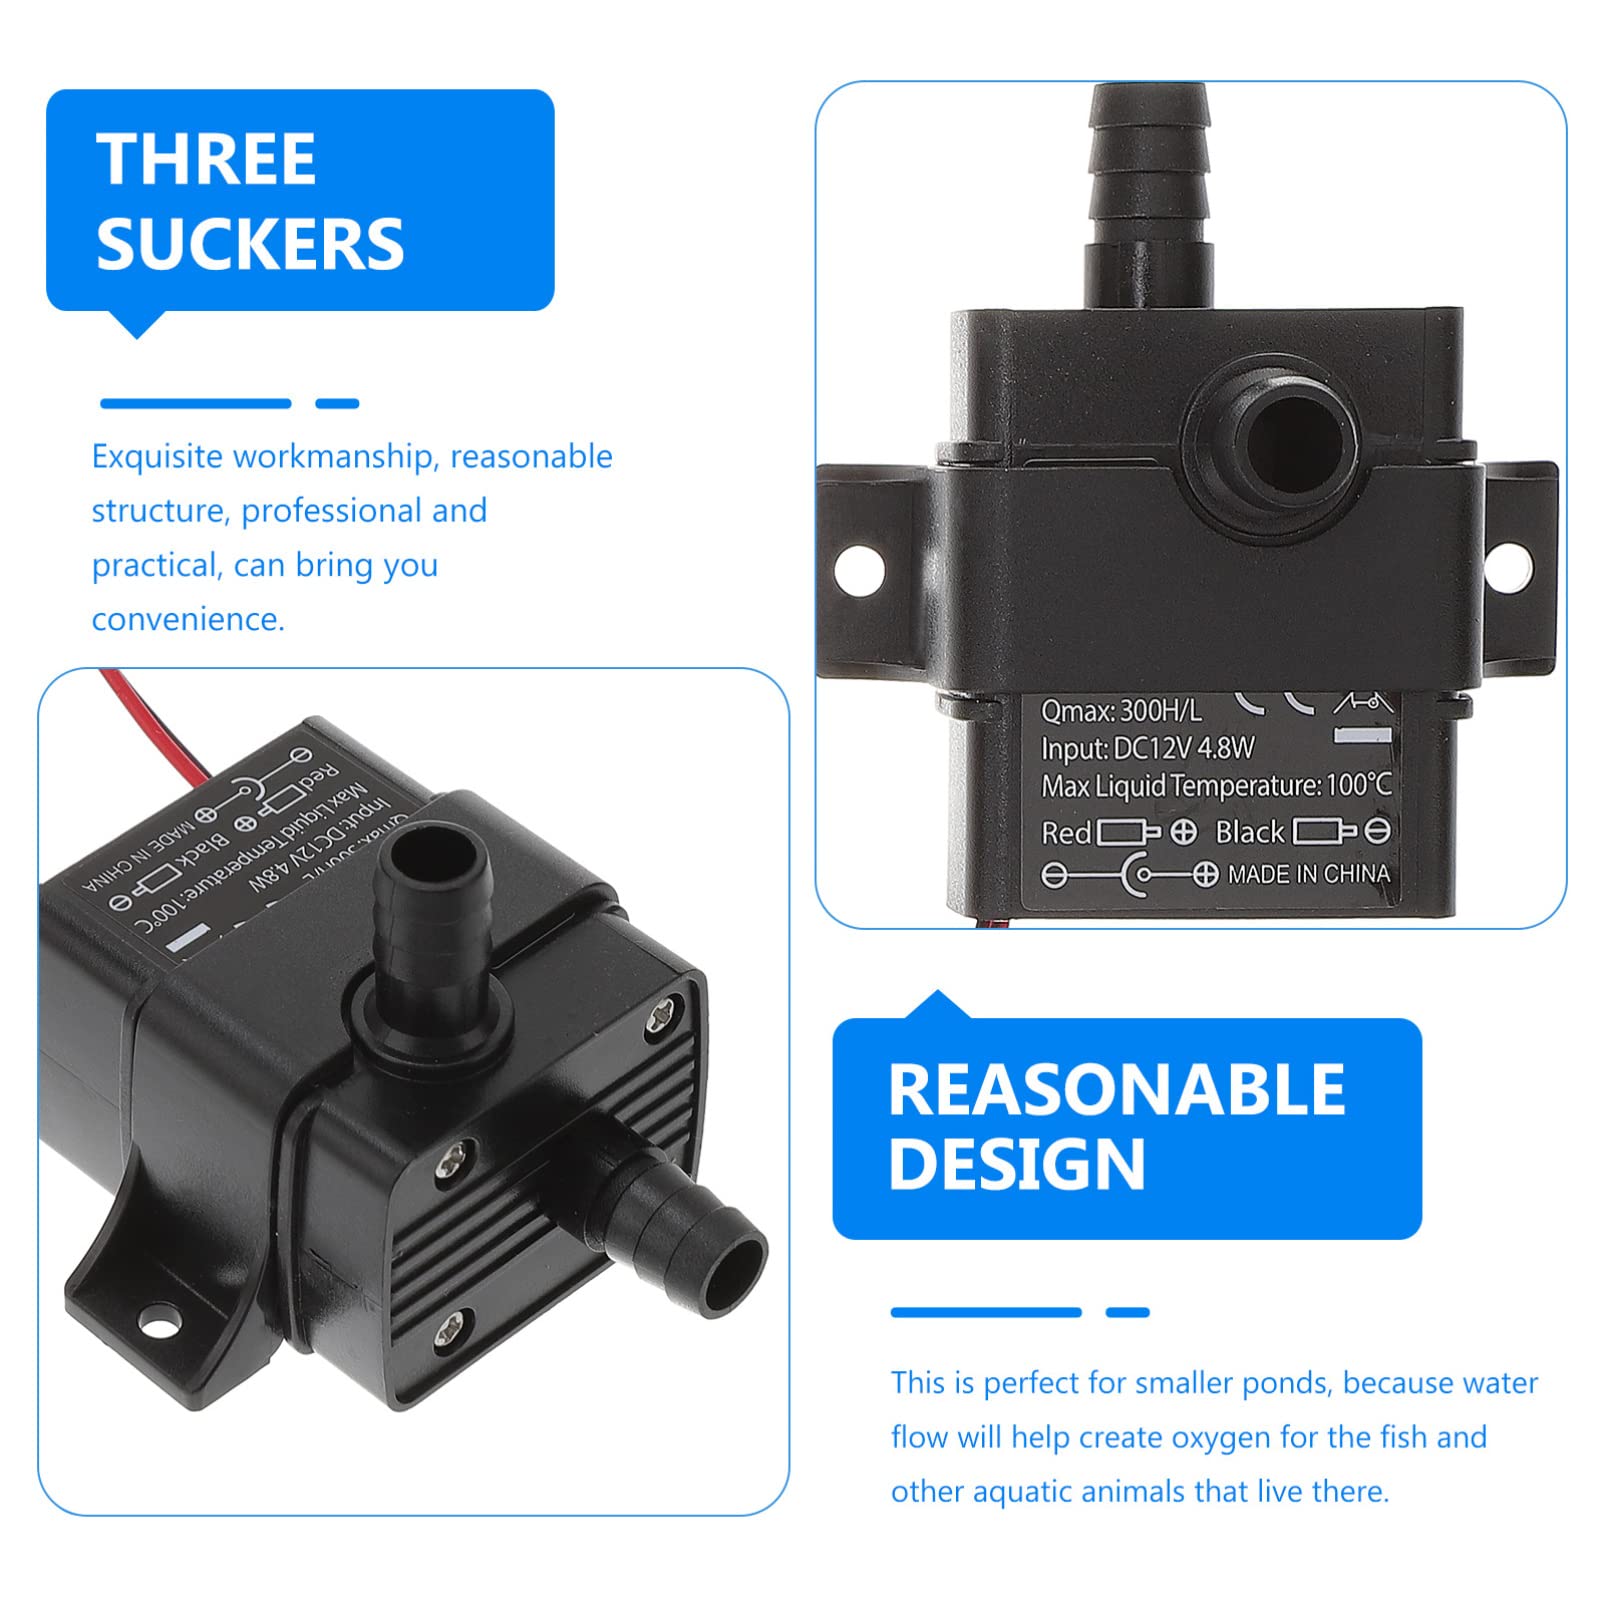 THREE
SUCKERS
Exquisite workmanship, reasonable
structure, professional and
practical, can bring you
convenience.
Qmax: 300H/L
Input: DC12V 4.8W
Max Liquid Temperature: 100°C
Red Black
MADE IN CHINA
Qmax:300H/L
Input: DC12V 4.8W
Max Liquid Temperature:100°C
Red Black
MADE IN CHINA
REASONABLE
DESIGN
This is perfect for smaller ponds, because water
flow will help create oxygen for the fish and
other aquatic animals that live there.